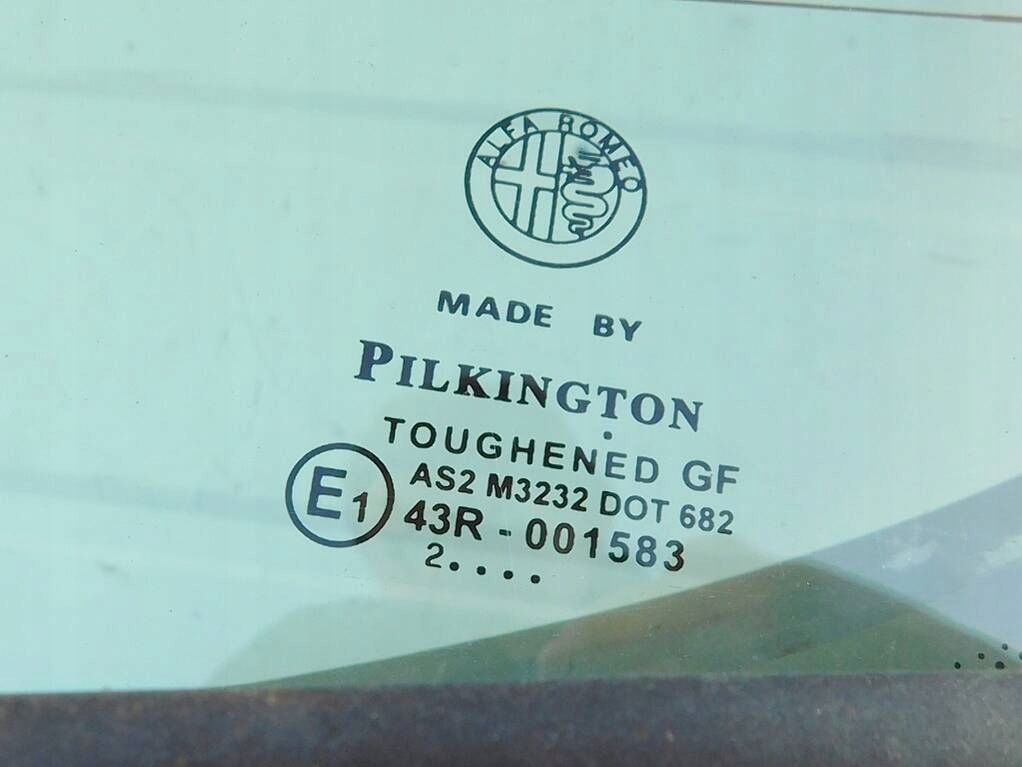 ALFA ROMEO
MADE BY
PILKINGTON
TOUGHENED GF
AS2 M3232 DOT 682
E1
43R - 001583
2....